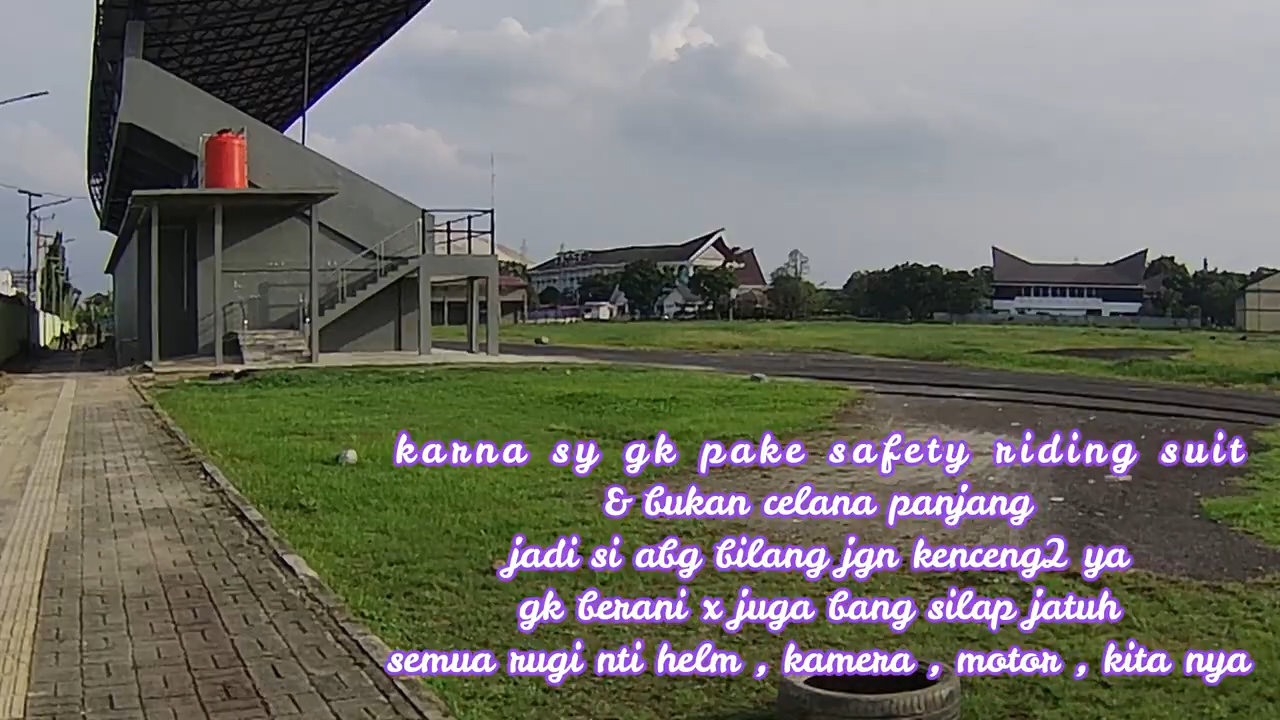 karna sy gk pake safety riding suit
& bukan celana panjang
jadi si abg bilang jgn kenceng2 ya
gk berani x juga bang silap jatuh
semua rugi nti helm , kamera , motor , kita nya